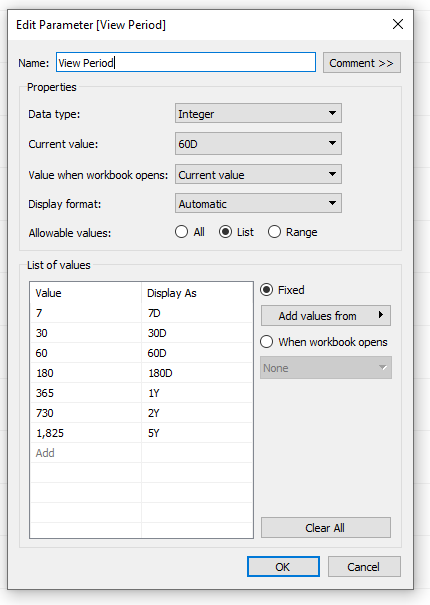 Edit Parameter [View Period]
Name: View Period Comment >>
Properties
Data type: Integer
Current value: 60D
Value when workbook opens: Current value
Display format: Automatic
Allowable values: All List Range
List of values
Value Display As Fixed
7 7D
30 30D Add values from
60 60D When workbook opens
180 180D None
365 1Y
730 2Y
1,825 5Y
Add
Clear All
OK Cancel